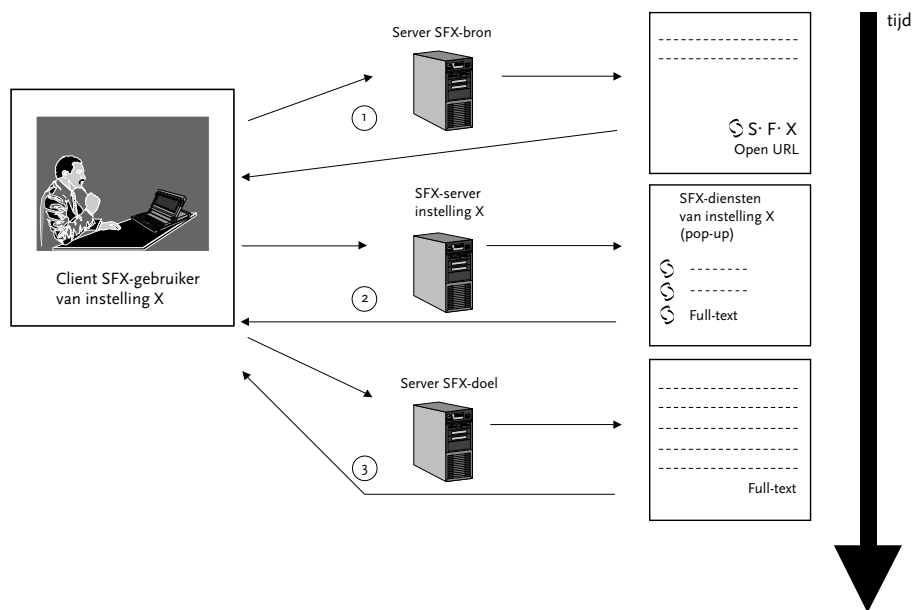 tijd
Server SFX-bron
1
S· F· X
Open URL
Client SFX-gebruiker
van instelling X
SFX-server
instelling X
2
SFX-diensten
van instelling X
(pop-up)
Full-text
Server SFX-doel
3
Full-text